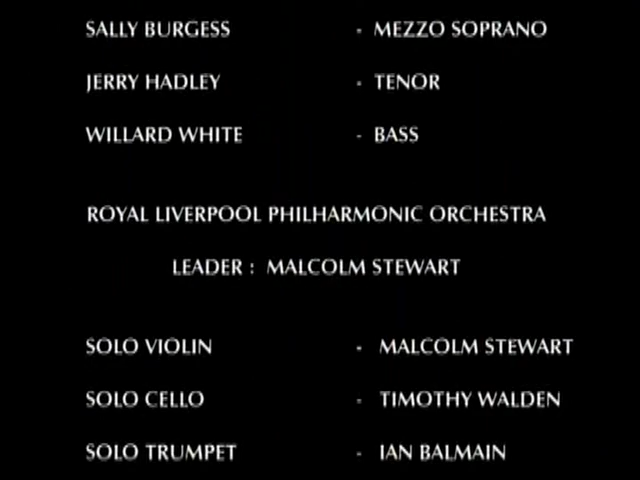 SALLY BURGESS - MEZZO SOPRANO
JERRY HADLEY - TENOR
WILLARD WHITE - BASS
ROYAL LIVERPOOL PHILHARMONIC ORCHESTRA
LEADER : MALCOLM STEWART
SOLO VIOLIN - MALCOLM STEWART
SOLO CELLO - TIMOTHY WALDEN
SOLO TRUMPET - IAN BALMAIN